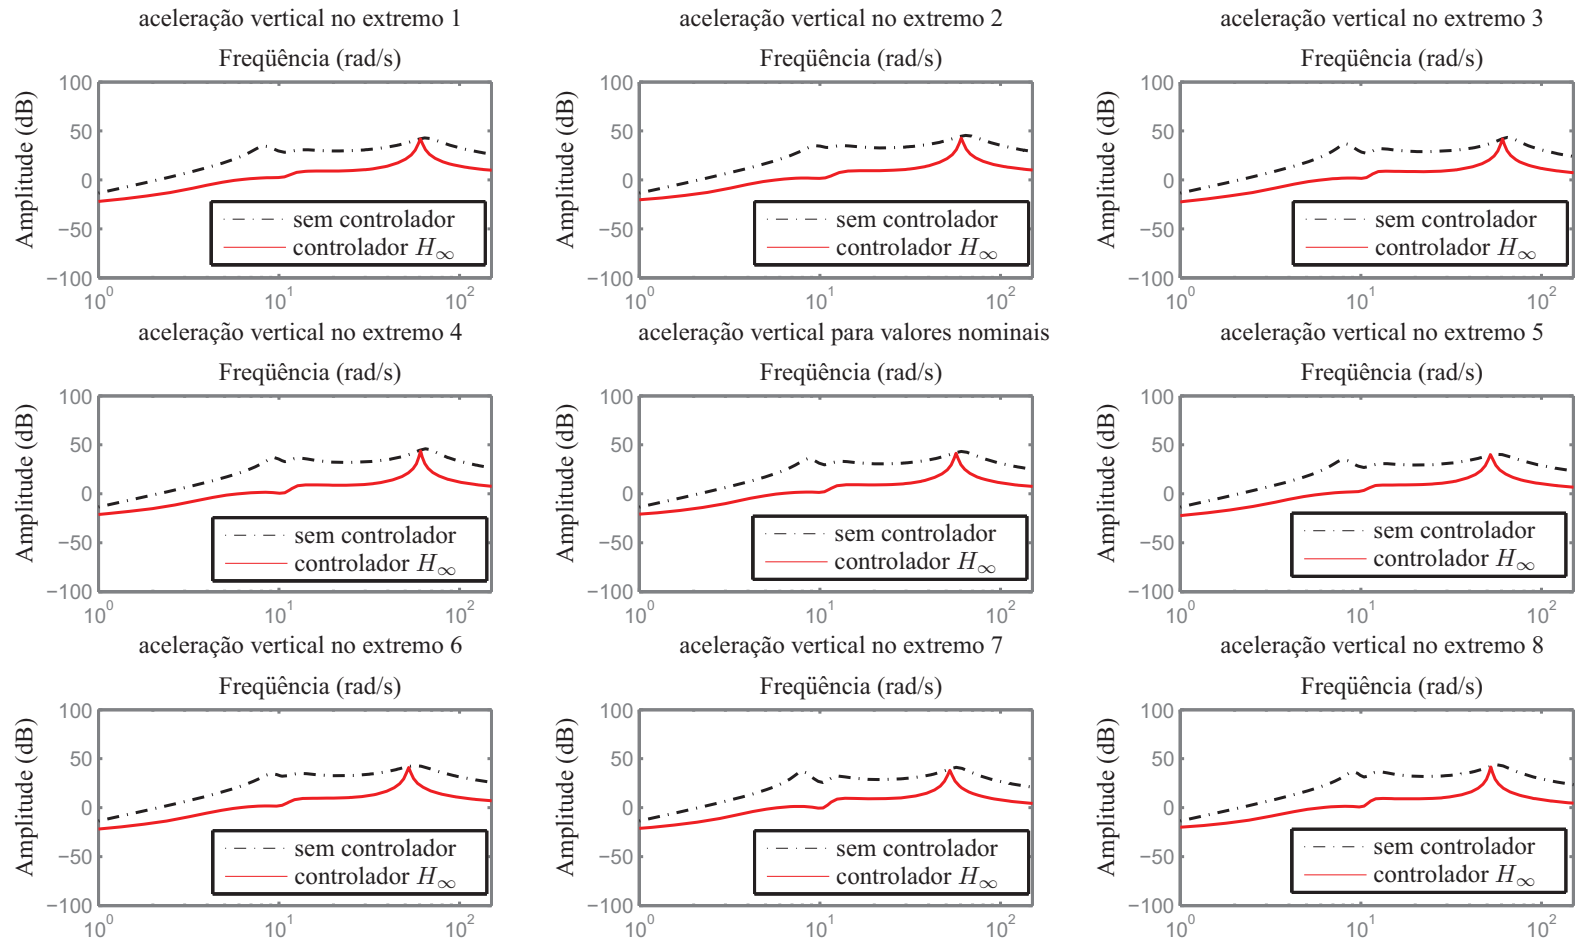 aceleração vertical no extremo 1
Freqüência (rad/s)
Amplitude (dB)
100
50
0
−50
−100
sem controlador
controlador H∞
10^0
10^1
10^2
aceleração vertical no extremo 2
Freqüência (rad/s)
Amplitude (dB)
100
50
0
−50
−100
sem controlador
controlador H∞
10^0
10^1
10^2
aceleração vertical no extremo 3
Freqüência (rad/s)
Amplitude (dB)
100
50
0
−50
−100
sem controlador
controlador H∞
10^0
10^1
10^2
aceleração vertical no extremo 4
Freqüência (rad/s)
Amplitude (dB)
100
50
0
−50
−100
sem controlador
controlador H∞
10^0
10^1
10^2
aceleração vertical para valores nominais
Freqüência (rad/s)
Amplitude (dB)
100
50
0
−50
−100
sem controlador
controlador H∞
10^0
10^1
10^2
aceleração vertical no extremo 5
Freqüência (rad/s)
Amplitude (dB)
100
50
0
−50
−100
sem controlador
controlador H∞
10^0
10^1
10^2
aceleração vertical no extremo 6
Freqüência (rad/s)
Amplitude (dB)
100
50
0
−50
−100
sem controlador
controlador H∞
10^0
10^1
10^2
aceleração vertical no extremo 7
Freqüência (rad/s)
Amplitude (dB)
100
50
0
−50
−100
sem controlador
controlador H∞
10^0
10^1
10^2
aceleração vertical no extremo 8
Freqüência (rad/s)
Amplitude (dB)
100
50
0
−50
−100
sem controlador
controlador H∞
10^0
10^1
10^2